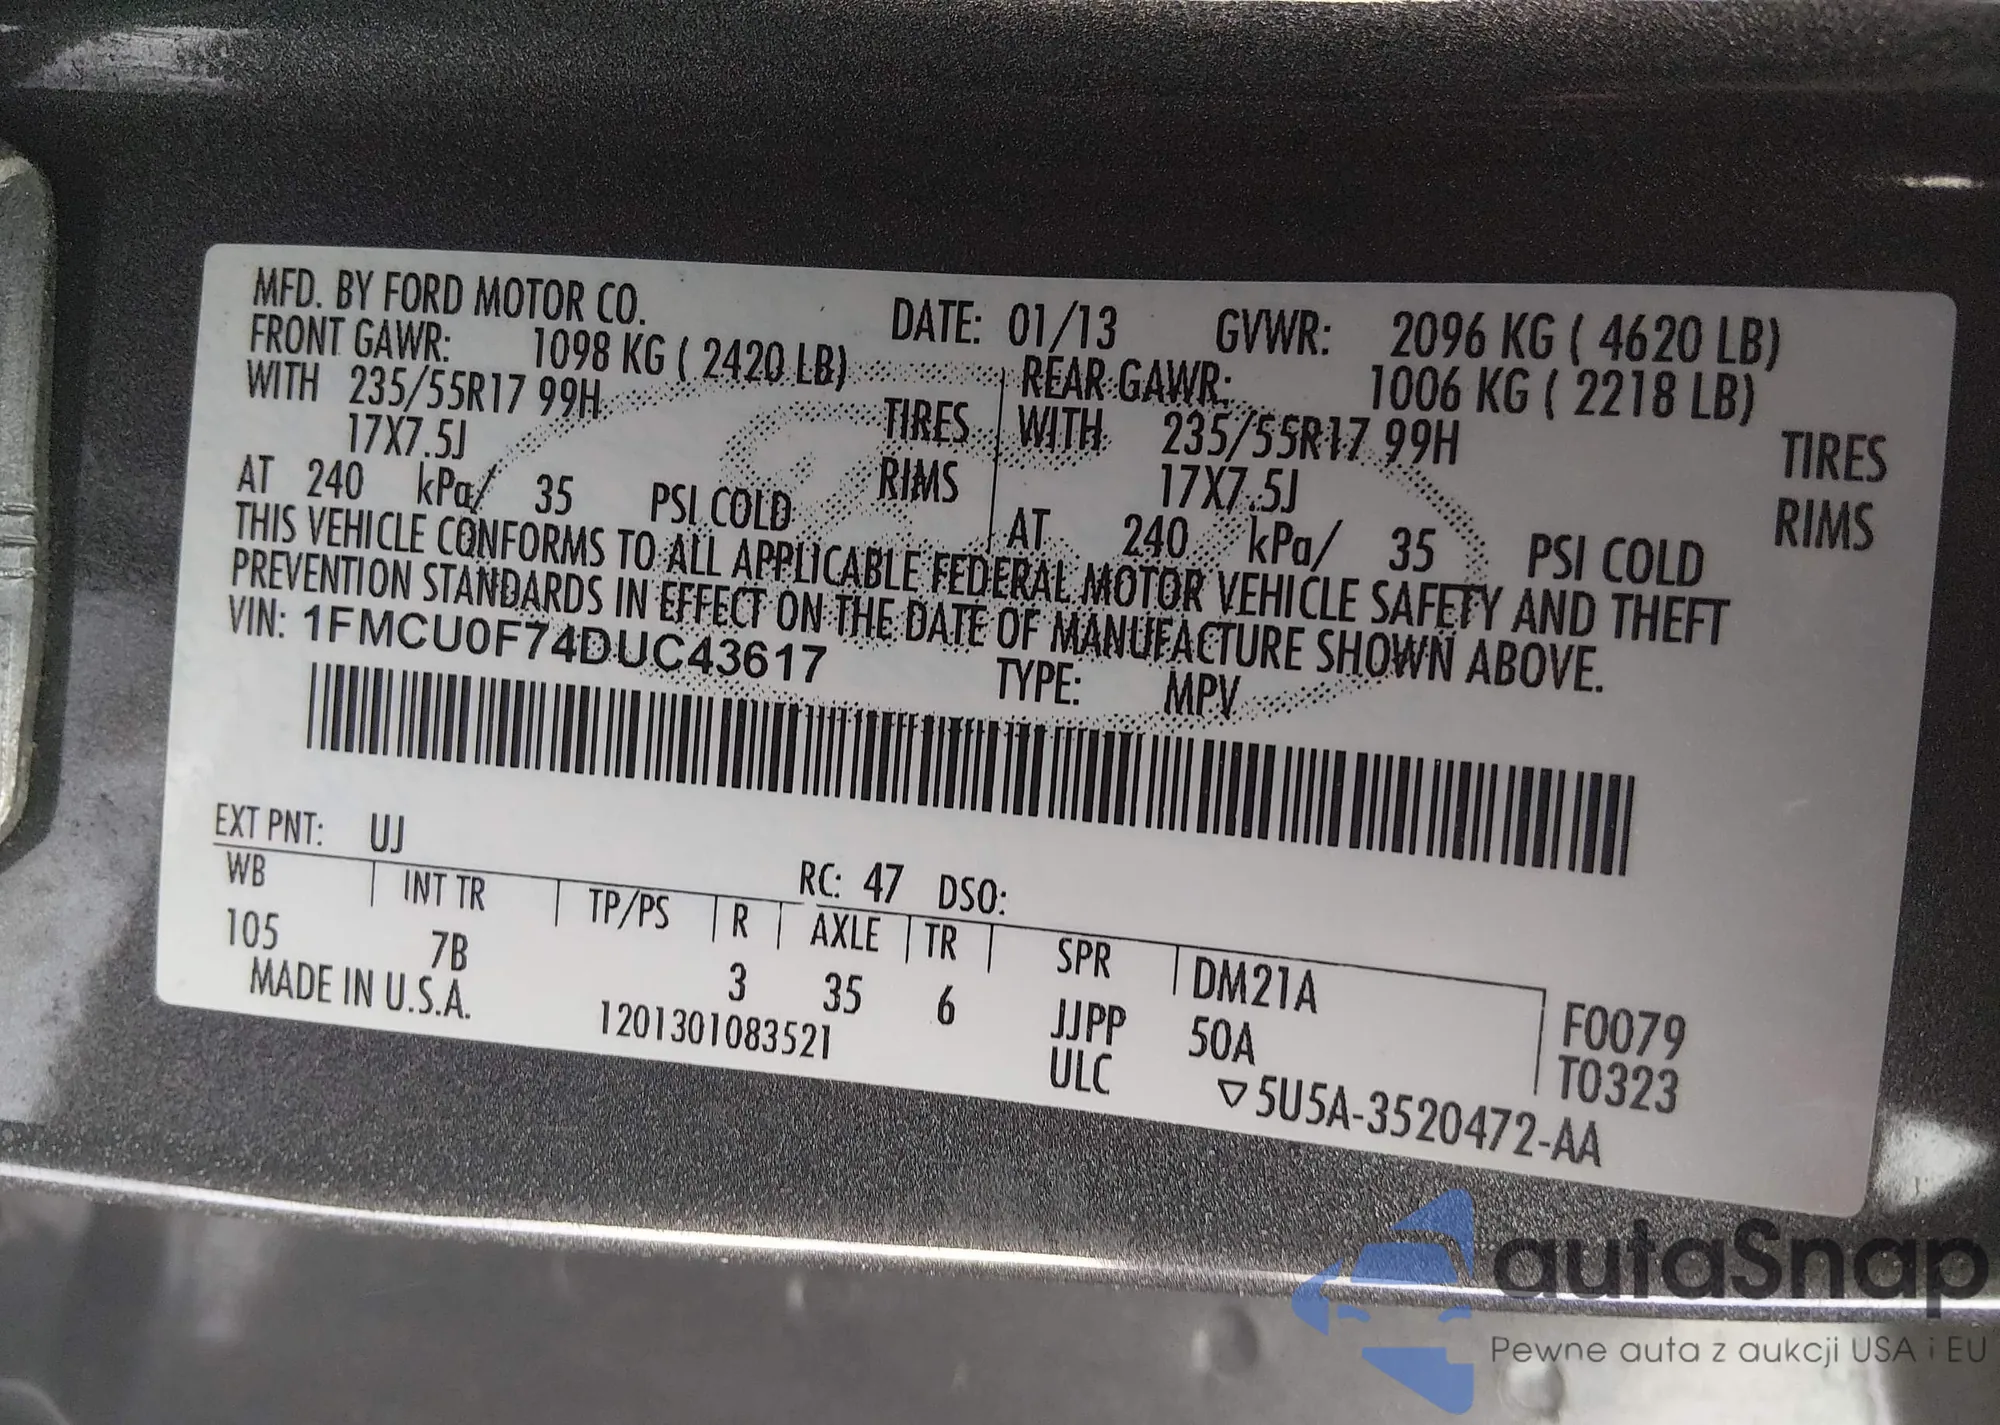 MFD. BY FORD MOTOR CO. DATE: 01/13 GVWR: 2096 KG ( 4620 LB)
FRONT GAWR: 1098 KG ( 2420 LB) REAR GAWR: 1006 KG ( 2218 LB)
WITH 235/55R17 99H TIRES WITH 235/55R17 99H TIRES
17X7.5J RIMS 17X7.5J RIMS
AT 240 kPa/ 35 PSI COLD AT 240 kPa/ 35 PSI COLD
THIS VEHICLE CONFORMS TO ALL APPLICABLE FEDERAL MOTOR VEHICLE SAFETY AND THEFT
PREVENTION STANDARDS IN EFFECT ON THE DATE OF MANUFACTURE SHOWN ABOVE.
VIN: 1FMCU0F74DUC43617 TYPE: MPV
EXT PNT: UJ RC: 47 DSO:
WB INT TR TP/PS R AXLE TR SPR DM21A F0079
105 7B 3 35 6 JJPP 50A T0323
MADE IN U.S.A. 1201301083521 ULC ▽5U5A-3520472-AA
autaSnap
Pewne auta z aukcji USA i EU